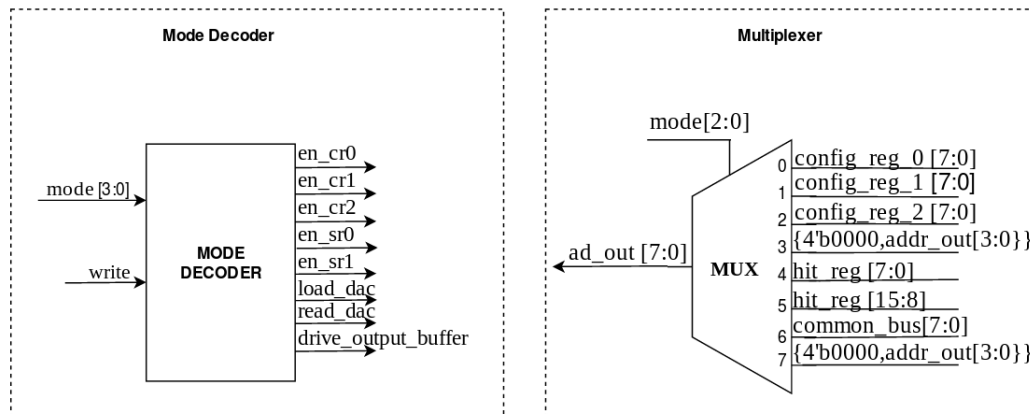 Mode Decoder
mode [3:0]
write
MODE
DECODER
en_cr0
en_cr1
en_cr2
en_sr0
en_sr1
load_dac
read_dac
drive_output_buffer
Multiplexer
mode[2:0]
ad_out [7:0]
MUX
0 config_reg_0 [7:0]
1 config_reg_1 [7:0]
2 config_reg_2 [7:0]
3 {4'b0000,addr_out[3:0}}
4 hit_reg [7:0]
5 hit_reg [15:8]
6 common_bus[7:0]
7 {4'b0000,addr_out[3:0}}